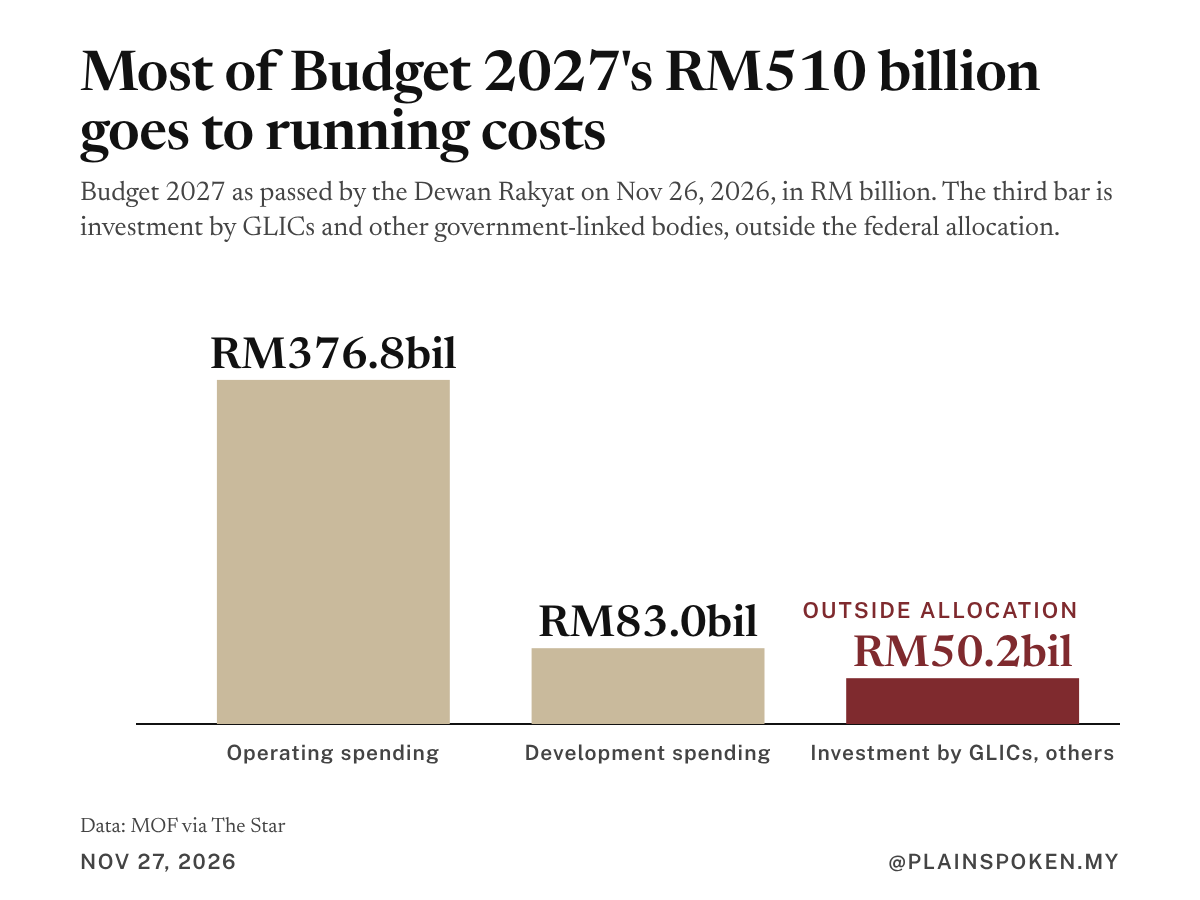 Most of Budget 2027's RM510 billion
goes to running costs
Budget 2027 as passed by the Dewan Rakyat on Nov 26, 2026, in RM billion. The third bar is
investment by GLICs and other government-linked bodies, outside the federal allocation.
RM376.8bil
RM83.0bil
OUTSIDE ALLOCATION
RM50.2bil
Operating spending
Development spending
Investment by GLICs, others
Data: MOF via The Star
NOV 27, 2026
@PLAINSPOKEN.MY